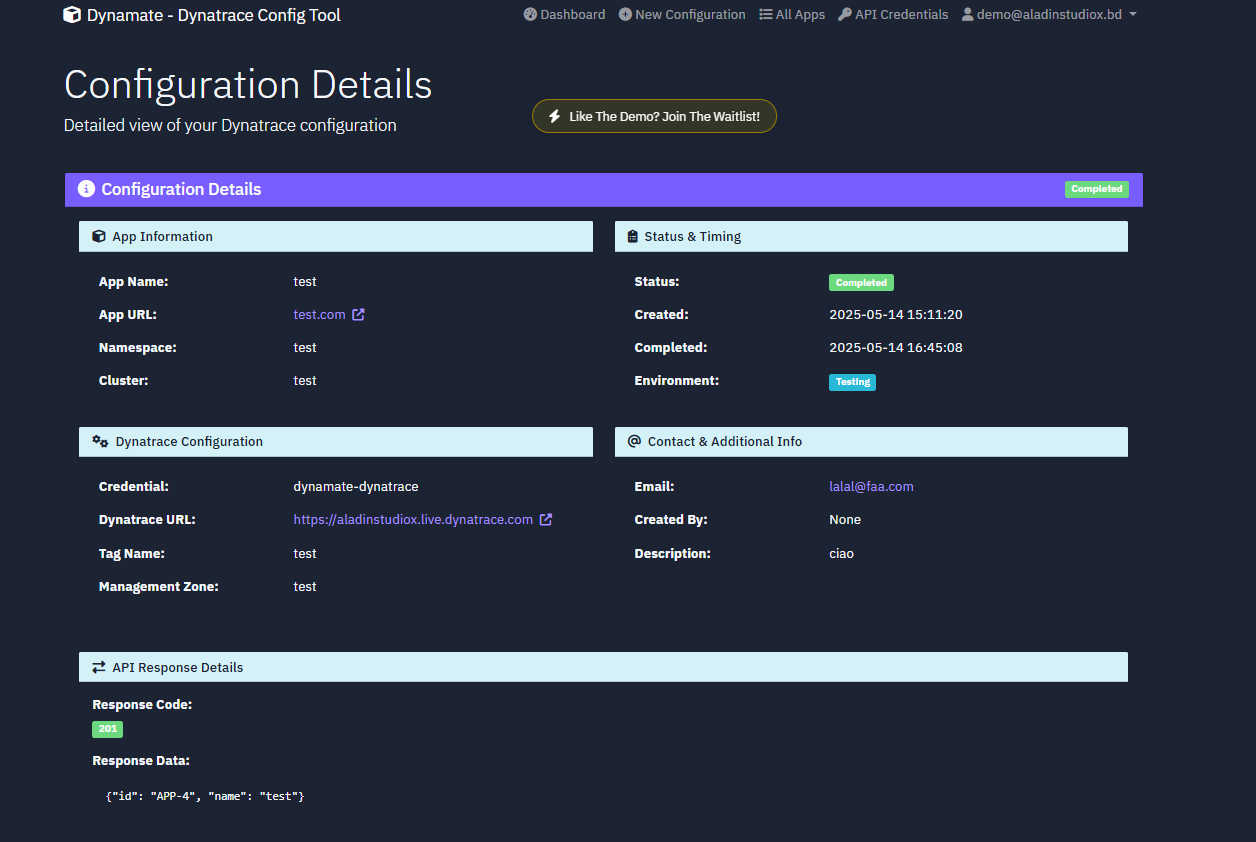 Dynamate - Dynatrace Config Tool
Dashboard
New Configuration
All Apps
API Credentials
demo@aladinstudiox.bd
Configuration Details
Detailed view of your Dynatrace configuration
Like The Demo? Join The Waitlist!
Configuration Details
Completed
App Information
App Name: test
App URL: test.com
Namespace: test
Cluster: test
Status & Timing
Status: Completed
Created: 2025-05-14 15:11:20
Completed: 2025-05-14 16:45:08
Environment: Testing
Dynatrace Configuration
Credential: dynamate-dynatrace
Dynatrace URL: https://aladinstudiox.live.dynatrace.com
Tag Name: test
Management Zone: test
Contact & Additional Info
Email: lalal@faa.com
Created By: None
Description: ciao
API Response Details
Response Code:
201
Response Data:
{"id": "APP-4", "name": "test"}